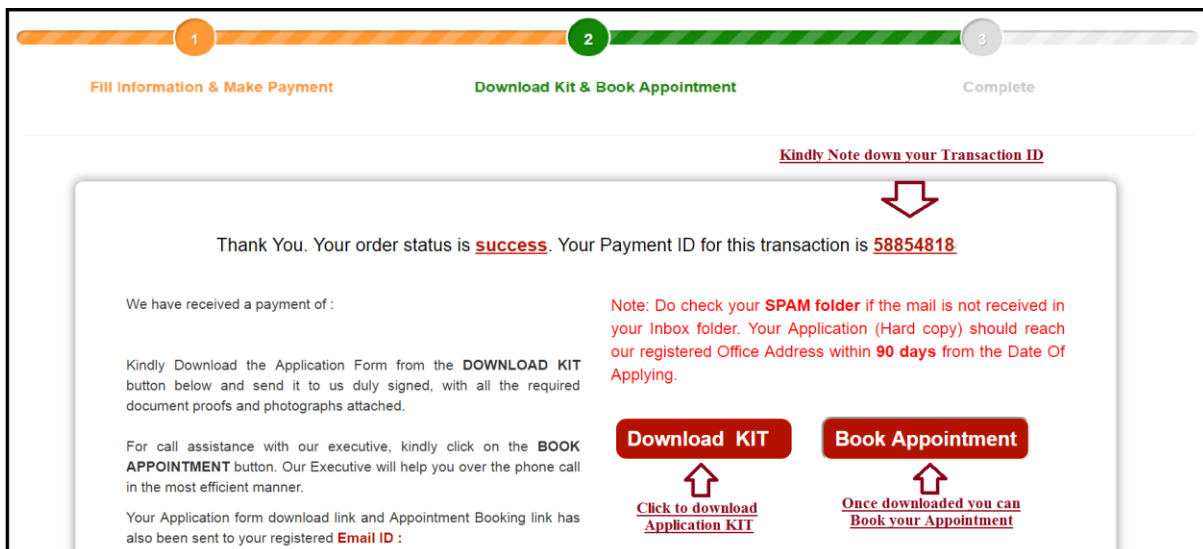 1
2
3
Fill Information & Make Payment
Download Kit & Book Appointment
Complete
Kindly Note down your Transaction ID
Thank You. Your order status is success. Your Payment ID for this transaction is 58854818
We have received a payment of :
Kindly Download the Application Form from the DOWNLOAD KIT
button below and send it to us duly signed, with all the required
document proofs and photographs attached.
For call assistance with our executive, kindly click on the BOOK
APPOINTMENT button. Our Executive will help you over the phone call
in the most efficient manner.
Your Application form download link and Appointment Booking link has
also been sent to your registered Email ID :
Note: Do check your SPAM folder if the mail is not received in
your Inbox folder. Your Application (Hard copy) should reach
our registered Office Address within 90 days from the Date Of
Applying.
Download KIT
Book Appointment
Click to download
Application KIT
Once downloaded you can
Book your Appointment